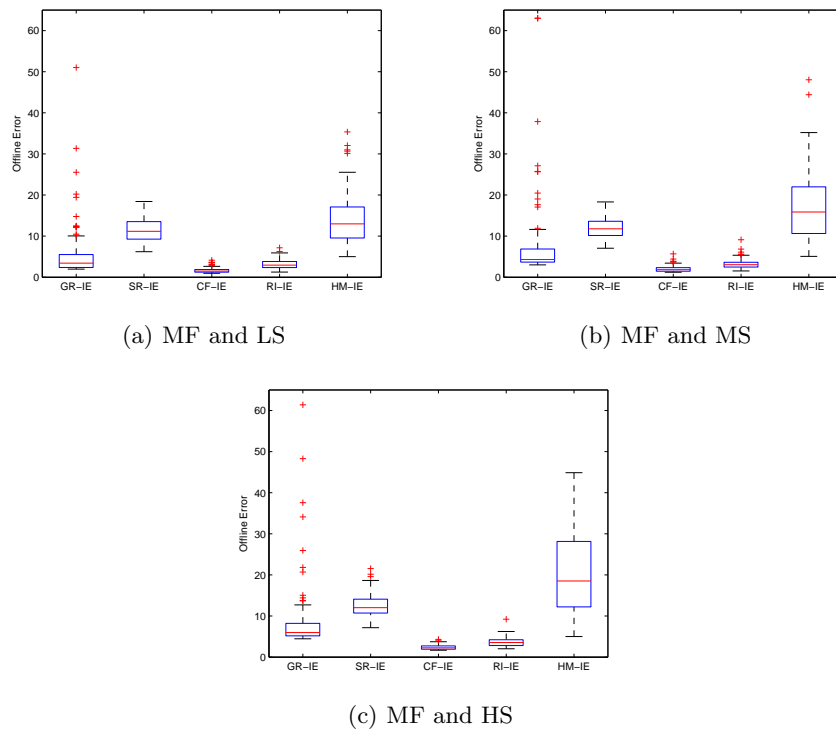 60
50
40
30
20
10
0
Offline Error
GR−IE SR−IE CF−IE RI−IE HM−IE
(a) MF and LS
60
50
40
30
20
10
0
Offline Error
GR−IE SR−IE CF−IE RI−IE HM−IE
(b) MF and MS
60
50
40
30
20
10
0
Offline Error
GR−IE SR−IE CF−IE RI−IE HM−IE
(c) MF and HS